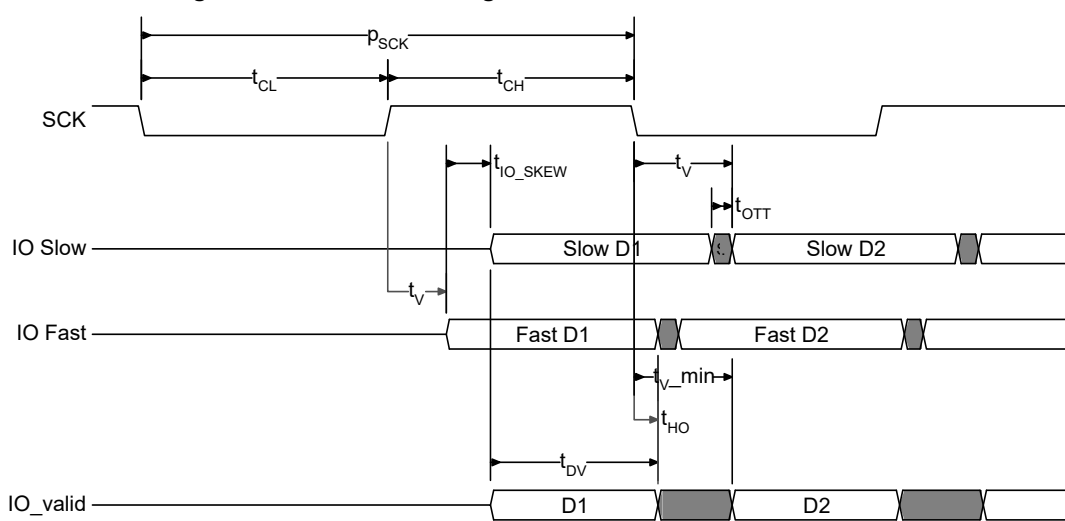 pSCK
tCL tCH
SCK
tIO_SKEW tV
tOTT
IO Slow Slow D1 Slow D2
tV
IO Fast Fast D1 Fast D2
tV_min
tHO
tDV
IO_valid D1 D2